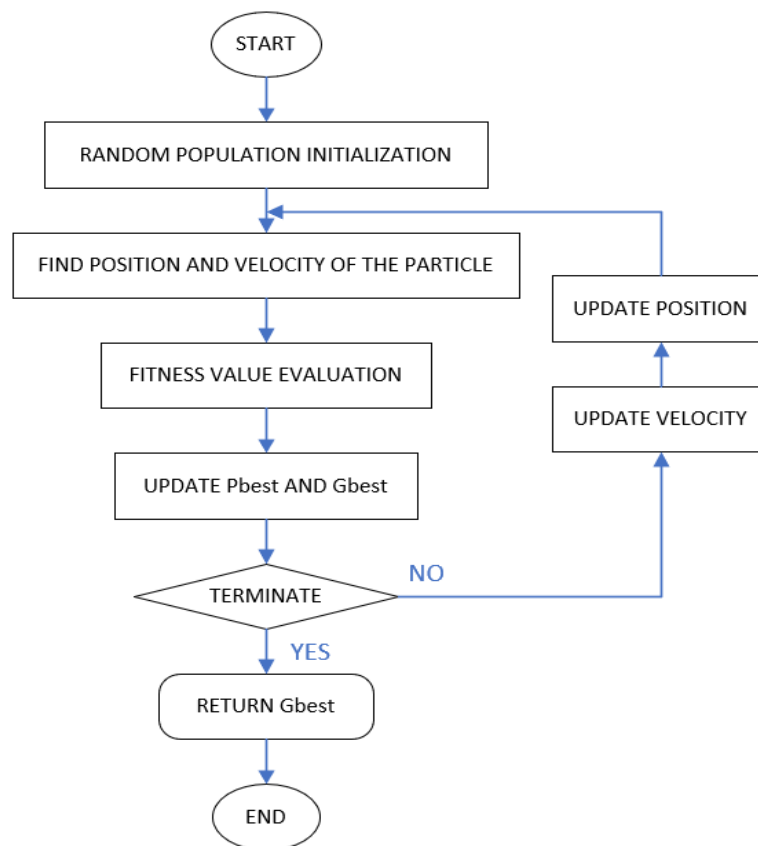 START
RANDOM POPULATION INITIALIZATION
FIND POSITION AND VELOCITY OF THE PARTICLE
UPDATE POSITION
FITNESS VALUE EVALUATION
UPDATE VELOCITY
UPDATE Pbest AND Gbest
NO
TERMINATE
YES
RETURN Gbest
END